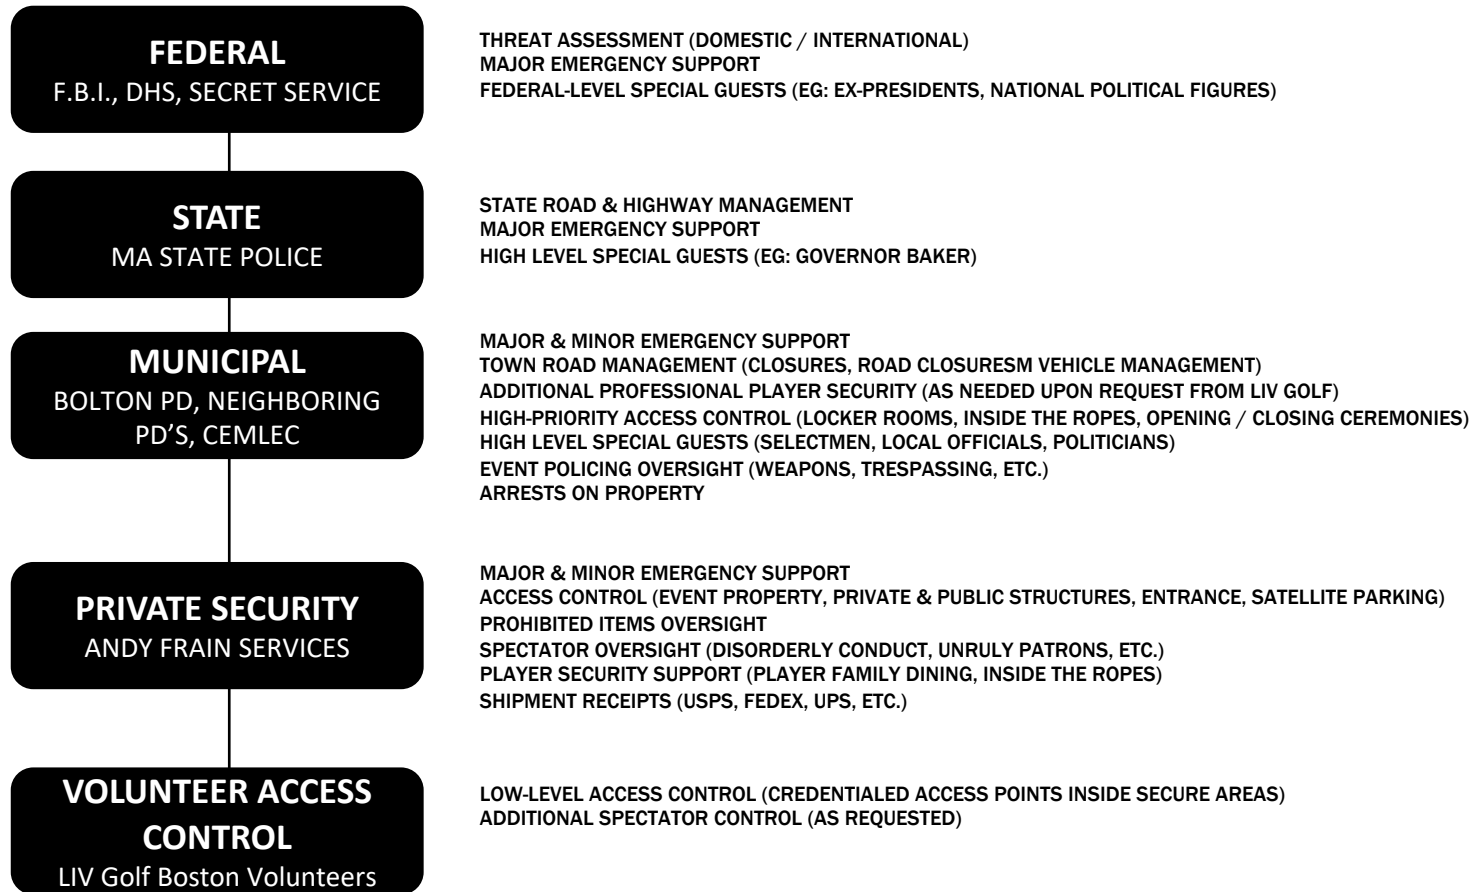 FEDERAL
F.B.I., DHS, SECRET SERVICE
THREAT ASSESSMENT (DOMESTIC / INTERNATIONAL)
MAJOR EMERGENCY SUPPORT
FEDERAL-LEVEL SPECIAL GUESTS (EG: EX-PRESIDENTS, NATIONAL POLITICAL FIGURES)
STATE
MA STATE POLICE
STATE ROAD & HIGHWAY MANAGEMENT
MAJOR EMERGENCY SUPPORT
HIGH LEVEL SPECIAL GUESTS (EG: GOVERNOR BAKER)
MUNICIPAL
BOLTON PD, NEIGHBORING
PD’S, CEMLEC
MAJOR & MINOR EMERGENCY SUPPORT
TOWN ROAD MANAGEMENT (CLOSURES, ROAD CLOSURESM VEHICLE MANAGEMENT)
ADDITIONAL PROFESSIONAL PLAYER SECURITY (AS NEEDED UPON REQUEST FROM LIV GOLF)
HIGH-PRIORITY ACCESS CONTROL (LOCKER ROOMS, INSIDE THE ROPES, OPENING / CLOSING CEREMONIES)
HIGH LEVEL SPECIAL GUESTS (SELECTMEN, LOCAL OFFICIALS, POLITICIANS)
EVENT POLICING OVERSIGHT (WEAPONS, TRESPASSING, ETC.)
ARRESTS ON PROPERTY
PRIVATE SECURITY
ANDY FRAIN SERVICES
MAJOR & MINOR EMERGENCY SUPPORT
ACCESS CONTROL (EVENT PROPERTY, PRIVATE & PUBLIC STRUCTURES, ENTRANCE, SATELLITE PARKING)
PROHIBITED ITEMS OVERSIGHT
SPECTATOR OVERSIGHT (DISORDERLY CONDUCT, UNRULY PATRONS, ETC.)
PLAYER SECURITY SUPPORT (PLAYER FAMILY DINING, INSIDE THE ROPES)
SHIPMENT RECEIPTS (USPS, FEDEX, UPS, ETC.)
VOLUNTEER ACCESS
CONTROL
LIV Golf Boston Volunteers
LOW-LEVEL ACCESS CONTROL (CREDENTIALED ACCESS POINTS INSIDE SECURE AREAS)
ADDITIONAL SPECTATOR CONTROL (AS REQUESTED)